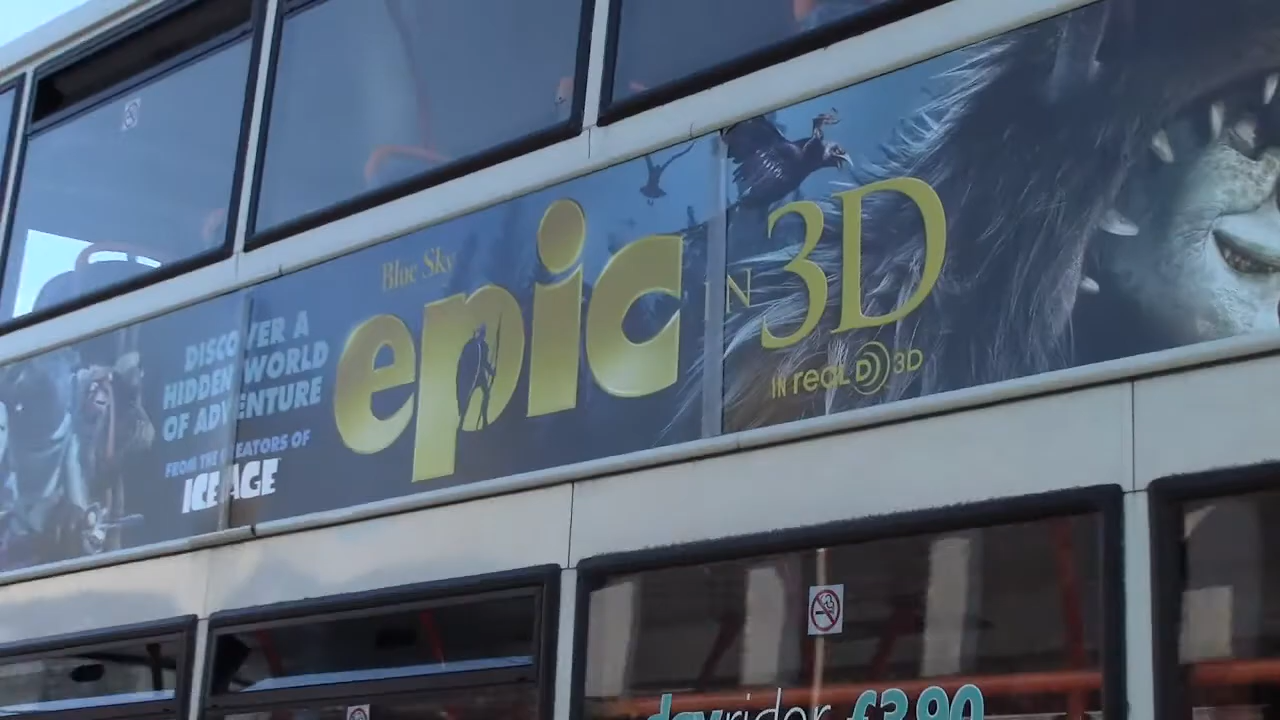 DISCOVER A
HIDDEN WORLD
OF ADVENTURE
FROM THE CREATORS OF
ICE AGE
Blue Sky
epic
IN 3D
IN REAL D 3D
dayrider £3.90